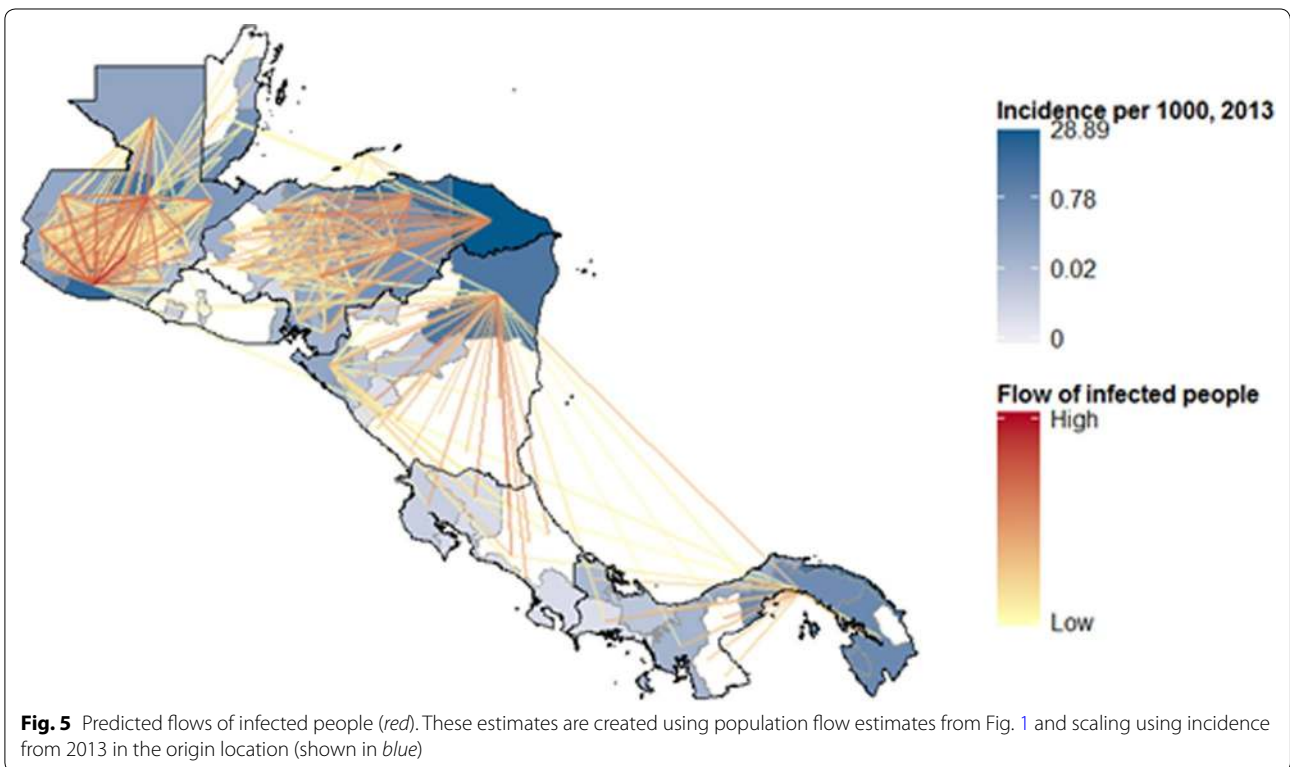 Incidence per 1000, 2013
28.89
0.78
0.02
0
Flow of infected people
High
Low
Fig. 5 Predicted flows of infected people (red). These estimates are created using population flow estimates from Fig. 1 and scaling using incidence
from 2013 in the origin location (shown in blue)